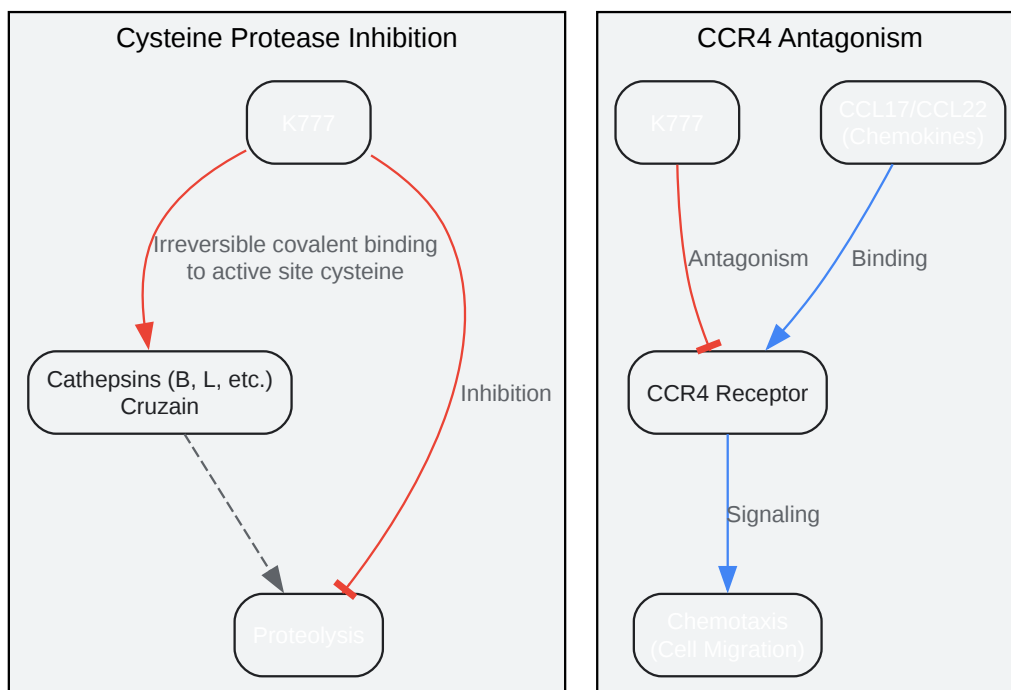 Cysteine Protease Inhibition
K777
Irreversible covalent binding
to active site cysteine
Cathepsins (B, L, etc.)
Cruzain
Inhibition
Proteolysis
CCR4 Antagonism
K777
CCL17/CCL22
(Chemokines)
Antagonism
Binding
CCR4 Receptor
Signaling
Chemotaxis
(Cell Migration)